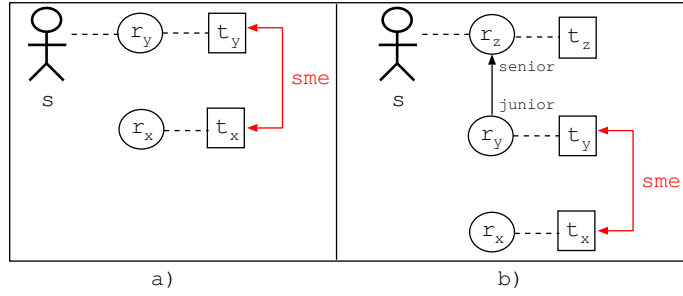 r_y t_y
sme
s
r_x t_x
a)
r_z t_z
senior
s
junior
r_y t_y
sme
r_x t_x
b)